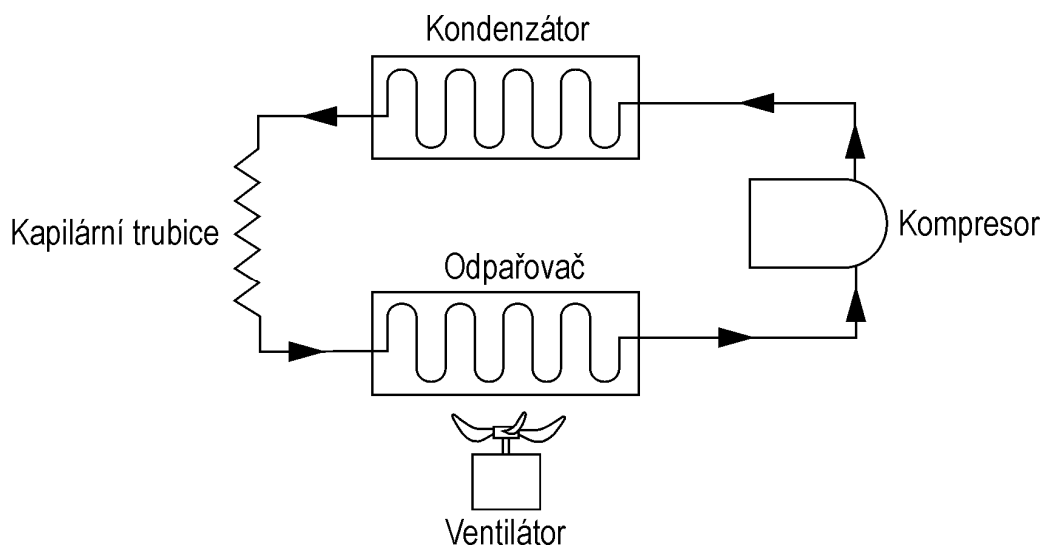 Kondenzátor
Kapilární trubice
Kompresor
Odpařovač
Ventilátor